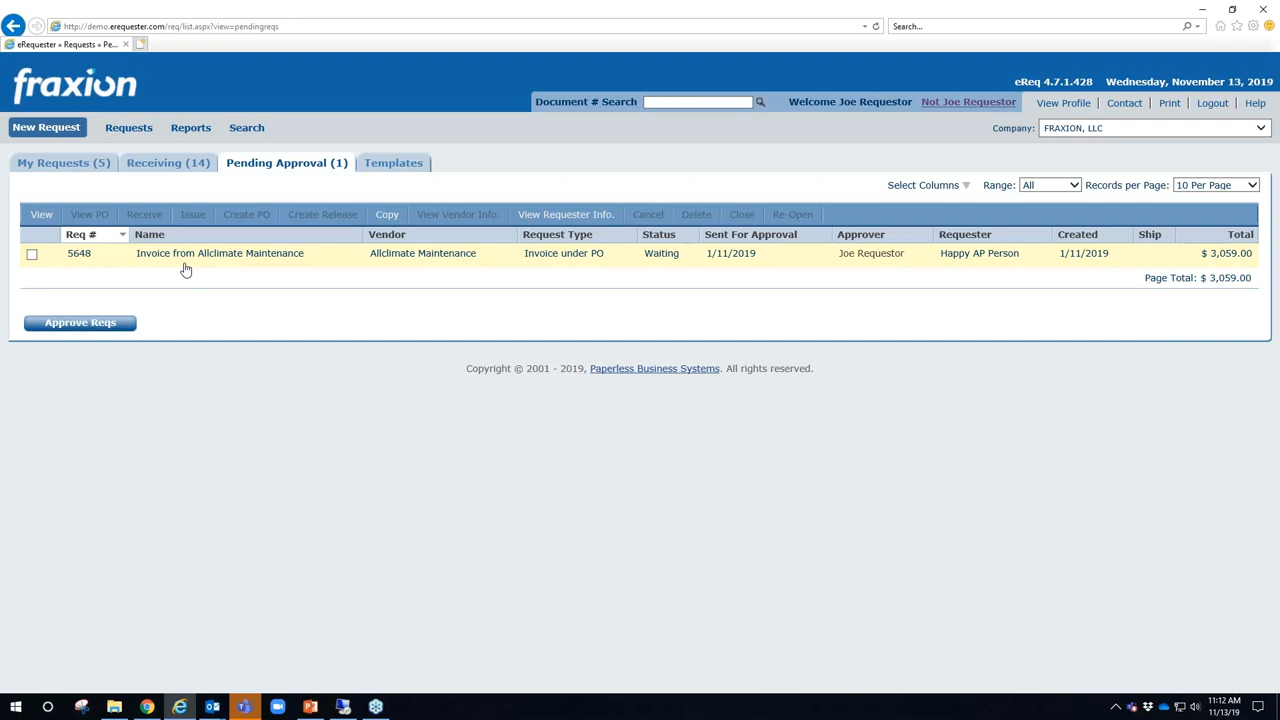 http://demo.erequester.com/req/list.aspx?view=pendingreqs
Search...
eRequester » Requests » Pe...
fraxion
eReq 4.7.1.428 Wednesday, November 13, 2019
Document # Search Welcome Joe Requestor Not Joe Requestor View Profile | Contact | Print | Logout | Help
New Request Requests Reports Search Company: FRAXION, LLC
My Requests (5) Receiving (14) Pending Approval (1) Templates
Select Columns Range: All Records per Page: 10 Per Page
View View PO Receive Issue Create PO Create Release Copy View Vendor Info. View Requester Info. Cancel Delete Close Re-Open
Req # Name Vendor Request Type Status Sent For Approval Approver Requester Created Ship Total
5648 Invoice from Allclimate Maintenance Allclimate Maintenance Invoice under PO Waiting 1/11/2019 Joe Requestor Happy AP Person 1/11/2019 $ 3,059.00
Page Total: $ 3,059.00
Approve Reqs
Copyright © 2001 - 2019, Paperless Business Systems. All rights reserved.
11:12 AM
11/13/19